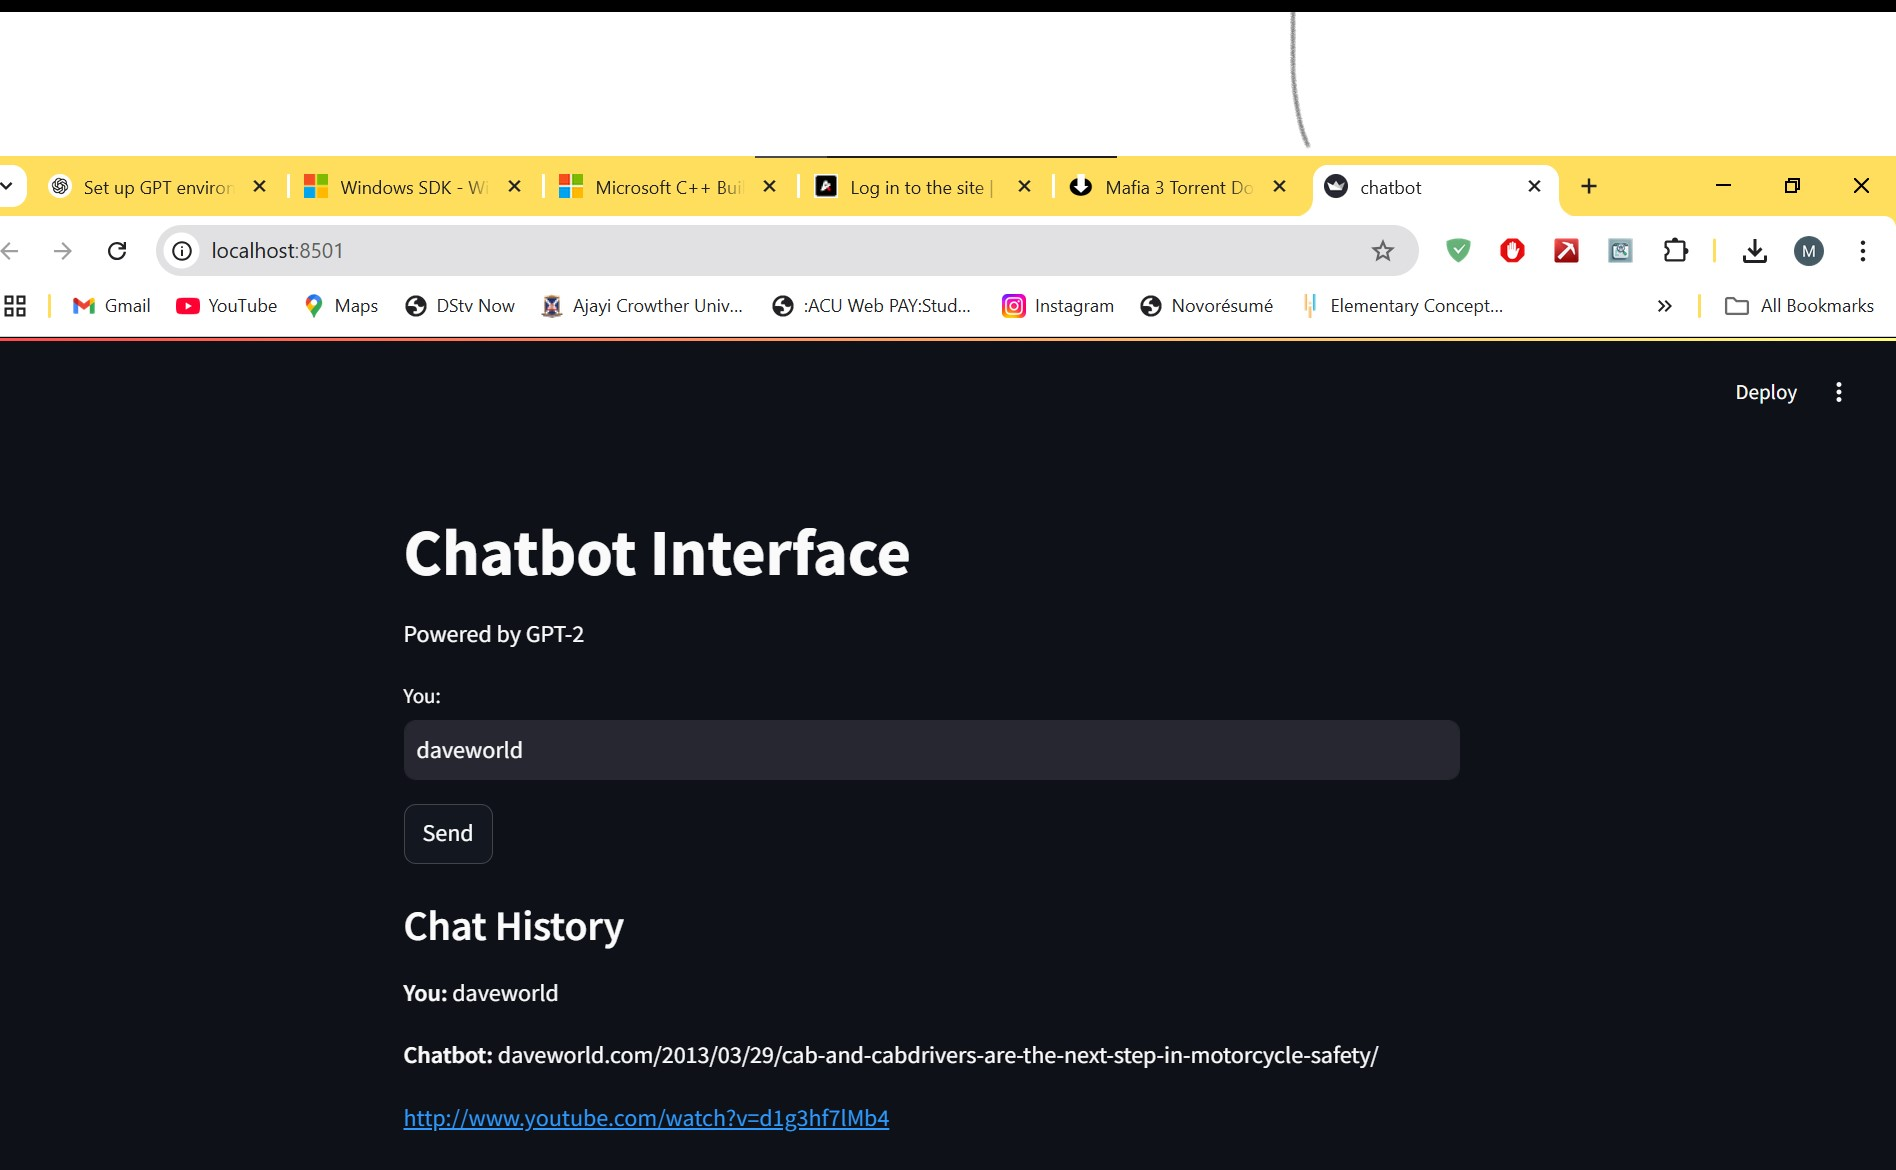 Set up GPT environ
Windows SDK - Wi
Microsoft C++ Buil
Log in to the site |
Mafia 3 Torrent Do
chatbot
localhost:8501
M
Gmail
YouTube
Maps
DStv Now
Ajayi Crowther Univ...
:ACU Web PAY:Stud...
Instagram
Novorésumé
Elementary Concept...
All Bookmarks
Deploy
Chatbot Interface
Powered by GPT-2
You:
daveworld
Send
Chat History
You: daveworld
Chatbot: daveworld.com/2013/03/29/cab-and-cabdrivers-are-the-next-step-in-motorcycle-safety/
http://www.youtube.com/watch?v=d1g3hf7lMb4